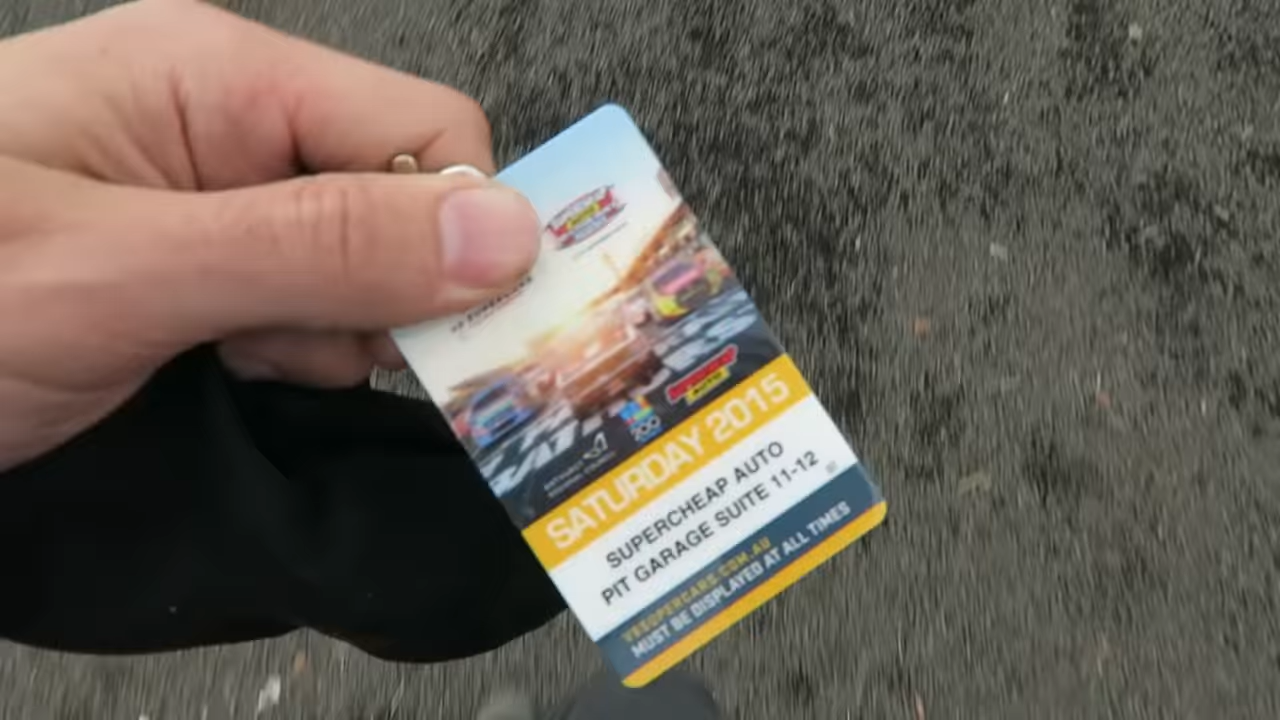 SATURDAY 2015
SUPERCHEAP AUTO
PIT GARAGE SUITE 11-12
V8SUPERCARS.COM.AU
MUST BE DISPLAYED AT ALL TIMES